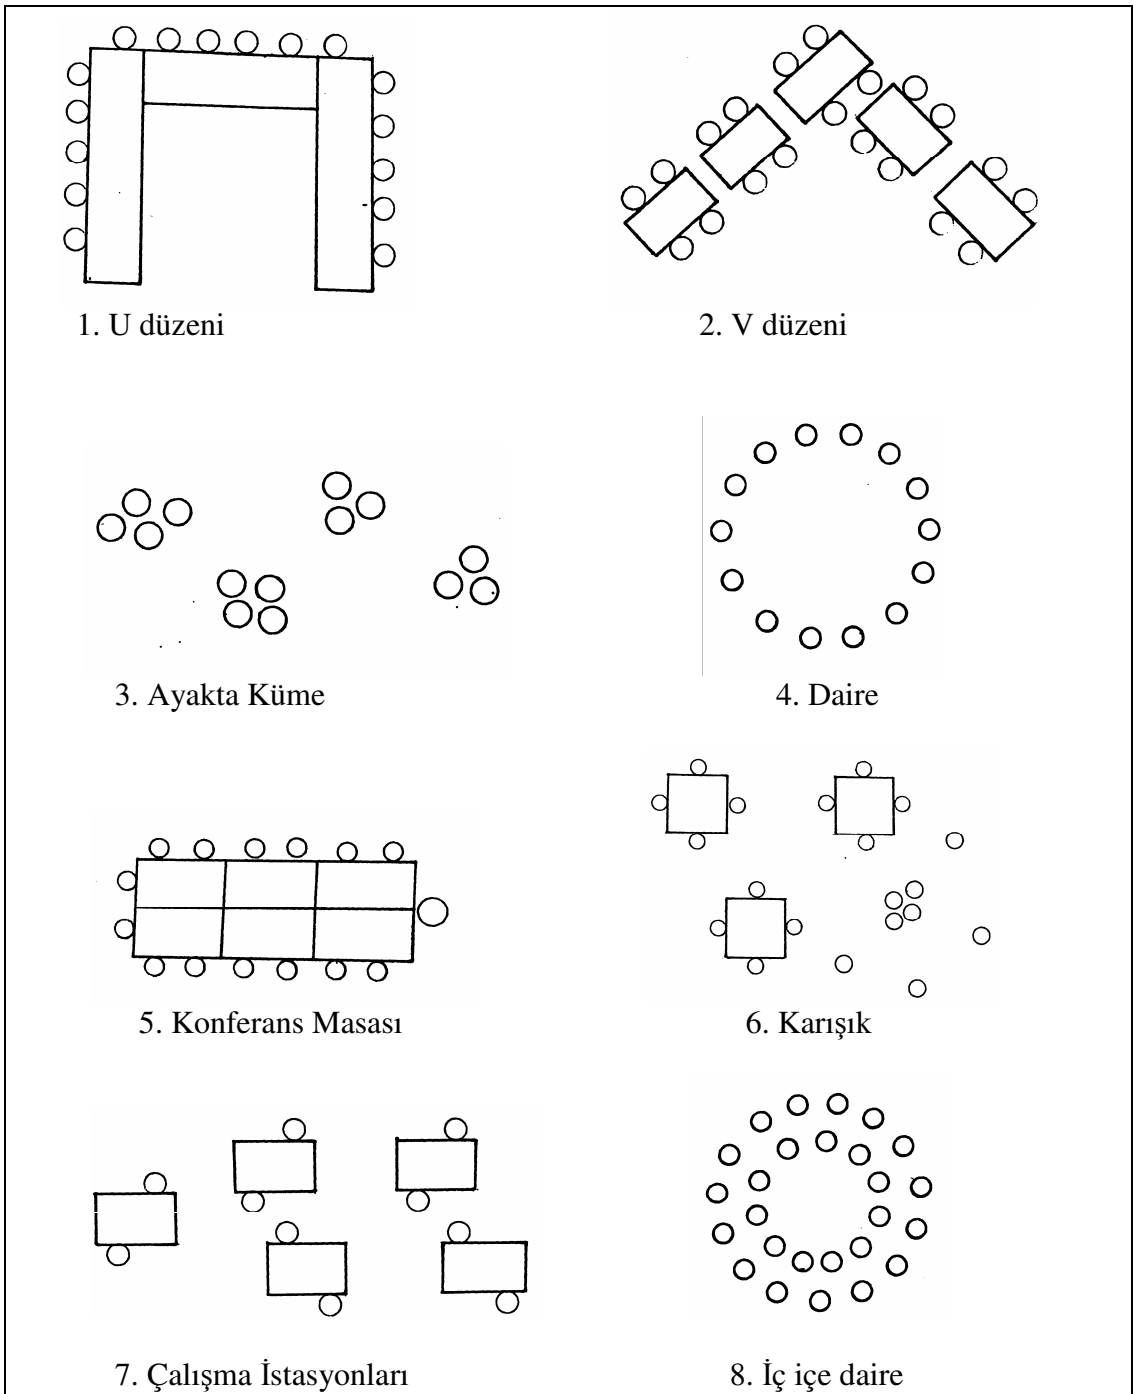 1. U düzeni
2. V düzeni
3. Ayakta Küme
4. Daire
5. Konferans Masası
6. Karışık
7. Çalışma İstasyonları
8. İç içe daire